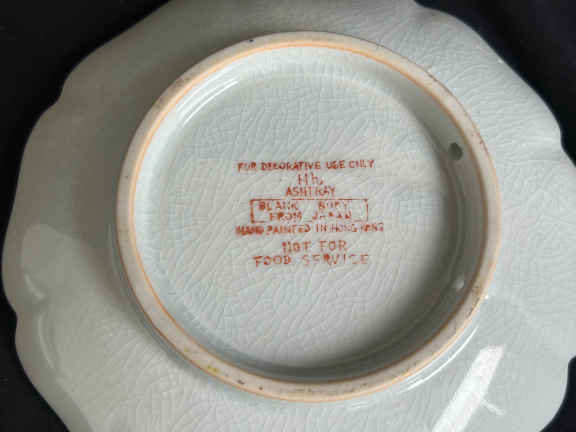 FOR DECORATIVE USE ONLY
ASHTRAY
BLANK BODY
FROM JAPAN
HAND PAINTED IN HONG KONG
NOT FOR
FOOD SERVICE